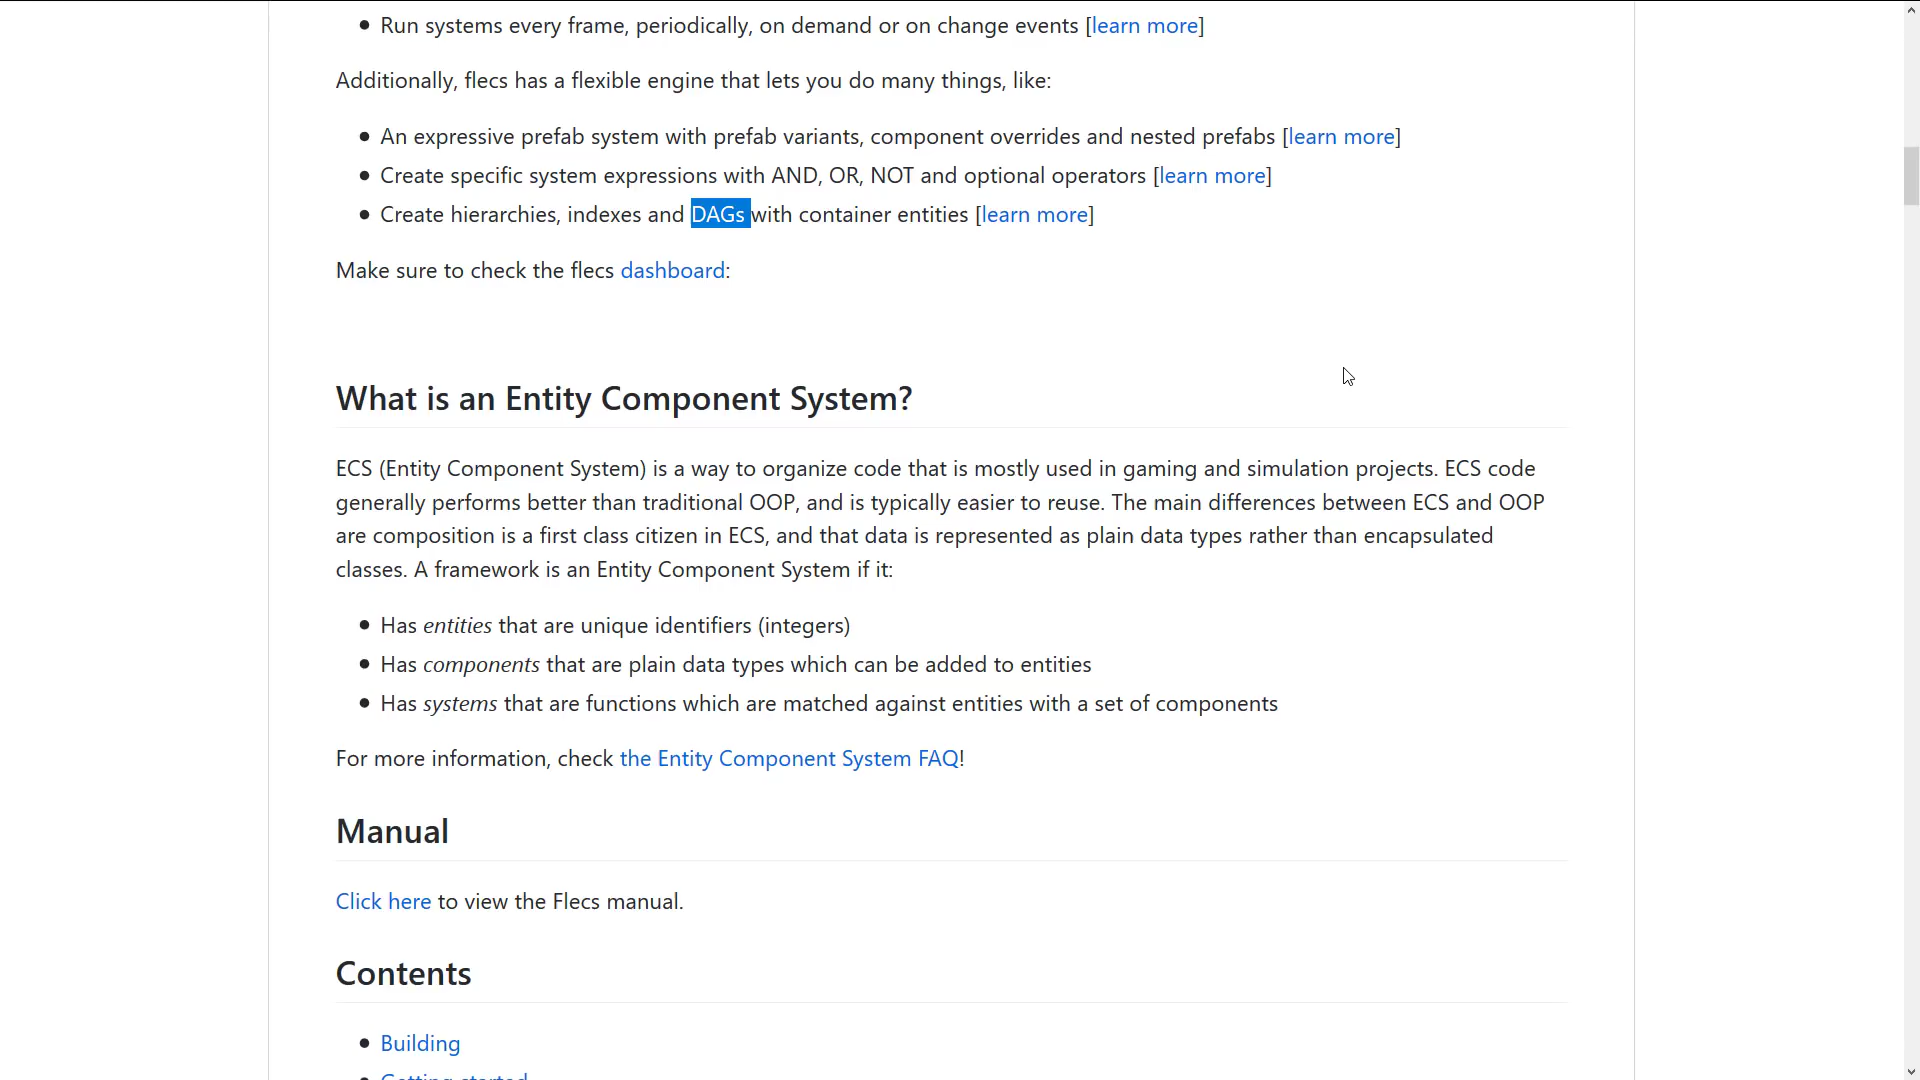 Run systems every frame, periodically, on demand or on change events [learn more]
Additionally, flecs has a flexible engine that lets you do many things, like:
An expressive prefab system with prefab variants, component overrides and nested prefabs [learn more]
Create specific system expressions with AND, OR, NOT and optional operators [learn more]
Create hierarchies, indexes and DAGs with container entities [learn more]
Make sure to check the flecs dashboard:
What is an Entity Component System?
ECS (Entity Component System) is a way to organize code that is mostly used in gaming and simulation projects. ECS code
generally performs better than traditional OOP, and is typically easier to reuse. The main differences between ECS and OOP
are composition is a first class citizen in ECS, and that data is represented as plain data types rather than encapsulated
classes. A framework is an Entity Component System if it:
Has entities that are unique identifiers (integers)
Has components that are plain data types which can be added to entities
Has systems that are functions which are matched against entities with a set of components
For more information, check the Entity Component System FAQ!
Manual
Click here to view the Flecs manual.
Contents
Building
Getting started